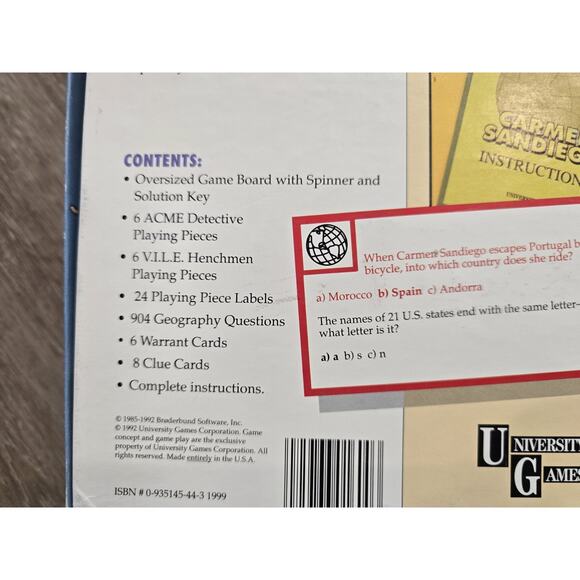 CONTENTS:
• Oversized Game Board with Spinner and
Solution Key
• 6 ACME Detective
Playing Pieces
• 6 V.I.L.E. Henchmen
Playing Pieces
• 24 Playing Piece Labels
• 904 Geography Questions
• 6 Warrant Cards
• 8 Clue Cards
• Complete instructions.
© 1985-1992 Brøderbund Software, Inc.
© 1992 University Games Corporation. Game
concept and game play are the exclusive
property of University Games Corporation. All
rights reserved. Made entirely in the U.S.A.
ISBN # 0-935145-44-3 1999
CARMEN
SANDIEGO
INSTRUCTION
When Carmen Sandiego escapes Portugal b
bicycle, into which country does she ride?
a) Morocco b) Spain c) Andorra
The names of 21 U.S. states end with the same letter–
what letter is it?
a) a b) s c) n
UNIVERSITY
GAMES